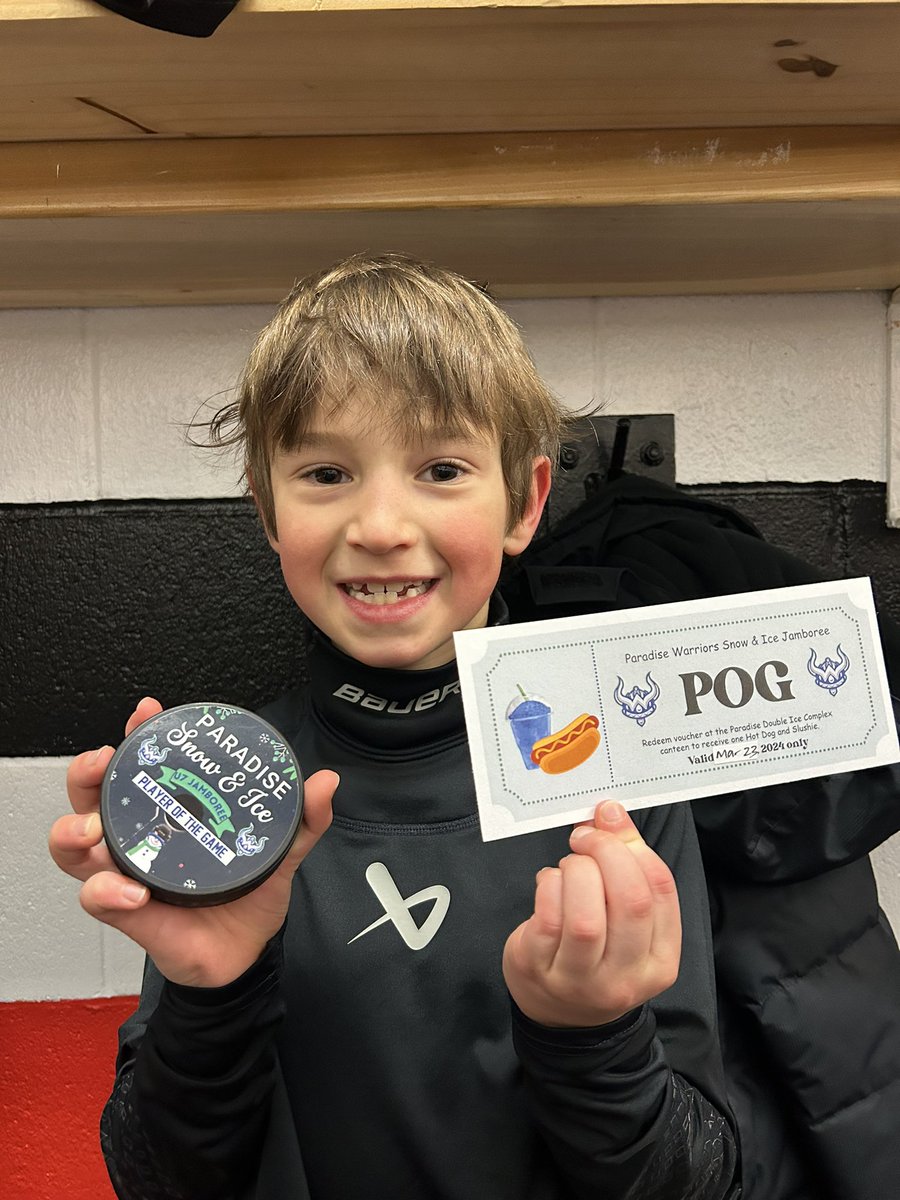 BAUER
PARADISE
Snow & Ice
U7 JAMBOREE
PLAYER OF THE GAME
Paradise Warriors Snow & Ice Jamboree
POG
Redeem voucher at the Paradise Double Ice Complex
canteen to receive one Hot Dog and Slushie.
Valid Mar 23, 2024 only